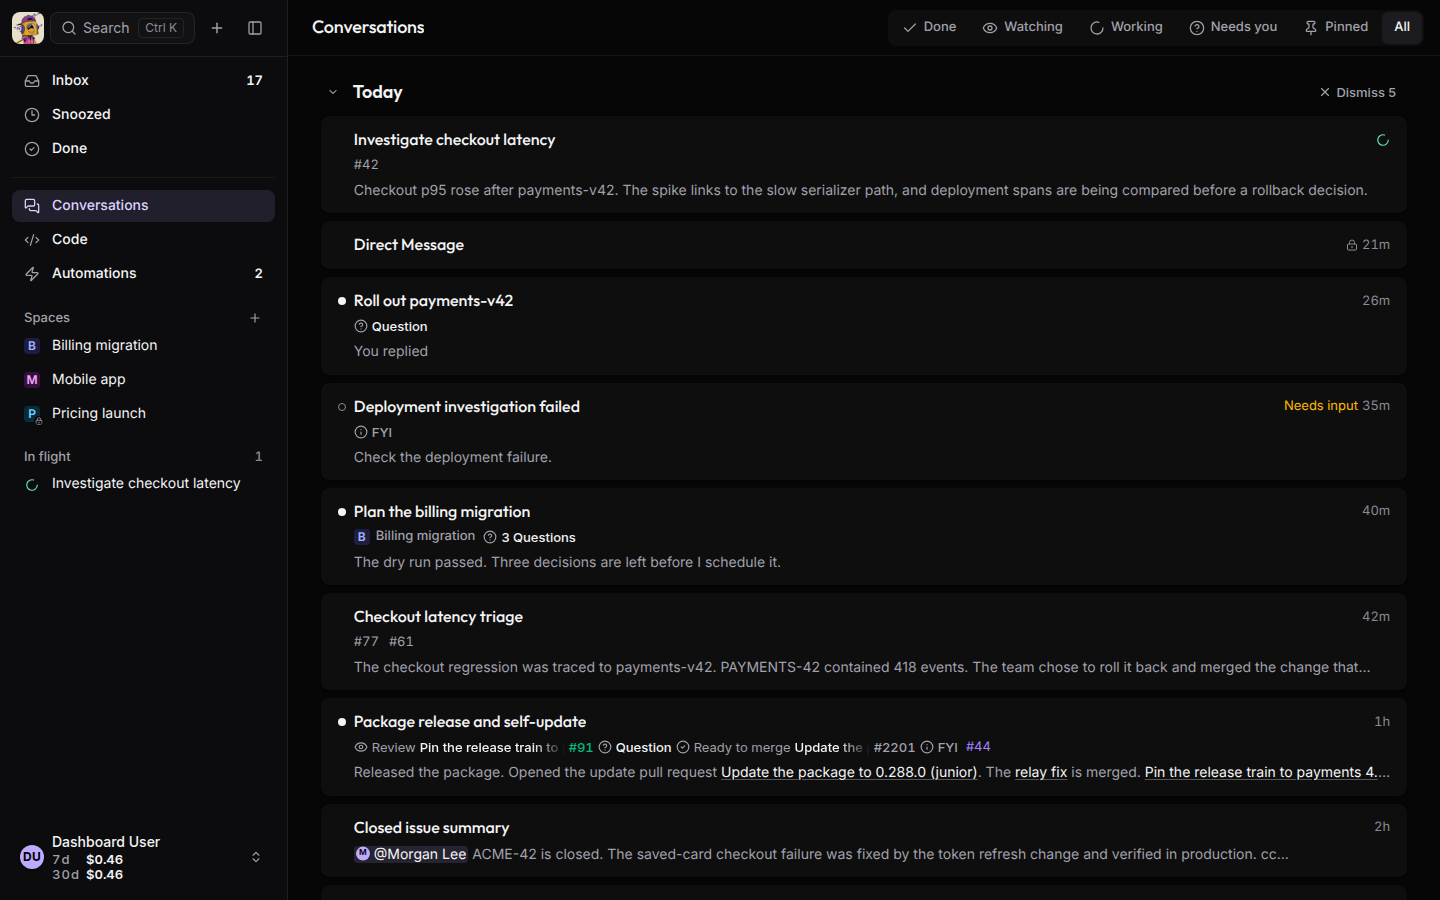 Search Ctrl K
Inbox 17
Snoozed
Done
Conversations
Code
Automations 2
Spaces
B Billing migration
M Mobile app
P Pricing launch
In flight 1
Investigate checkout latency
DU Dashboard User
7d $0.46
30d $0.46
Conversations
Done Watching Working Needs you Pinned All
Today Dismiss 5
Investigate checkout latency
#42
Checkout p95 rose after payments-v42. The spike links to the slow serializer path, and deployment spans are being compared before a rollback decision.
Direct Message 21m
Roll out payments-v42 26m
Question
You replied
Deployment investigation failed Needs input 35m
FYI
Check the deployment failure.
Plan the billing migration 40m
B Billing migration 3 Questions
The dry run passed. Three decisions are left before I schedule it.
Checkout latency triage 42m
#77 #61
The checkout regression was traced to payments-v42. PAYMENTS-42 contained 418 events. The team chose to roll it back and merged the change that...
Package release and self-update 1h
Review Pin the release train to #91 Question Ready to merge Update the #2201 FYI #44
Released the package. Opened the update pull request Update the package to 0.288.0 (junior). The relay fix is merged. Pin the release train to payments 4....
Closed issue summary 2h
M @Morgan Lee ACME-42 is closed. The saved-card checkout failure was fixed by the token refresh change and verified in production. cc...